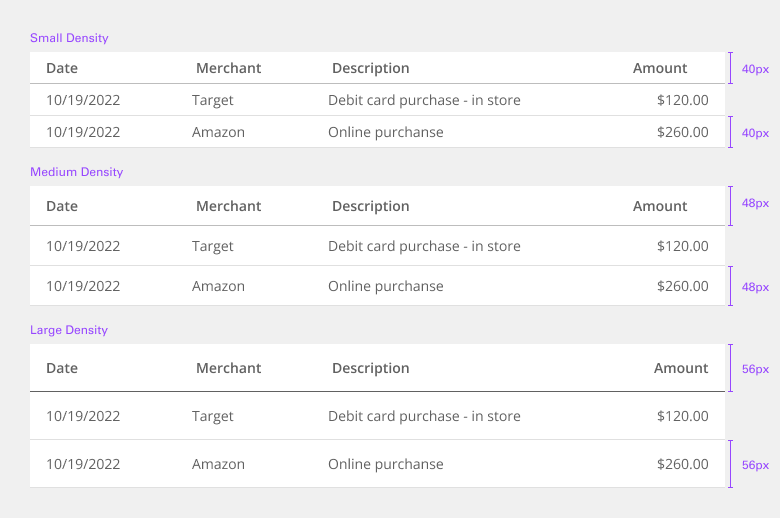 Small Density
Date Merchant Description Amount 40px
10/19/2022 Target Debit card purchase - in store $120.00
10/19/2022 Amazon Online purchanse $260.00 40px
Medium Density
Date Merchant Description Amount 48px
10/19/2022 Target Debit card purchase - in store $120.00
10/19/2022 Amazon Online purchanse $260.00 48px
Large Density
Date Merchant Description Amount 56px
10/19/2022 Target Debit card purchase - in store $120.00
10/19/2022 Amazon Online purchanse $260.00 56px